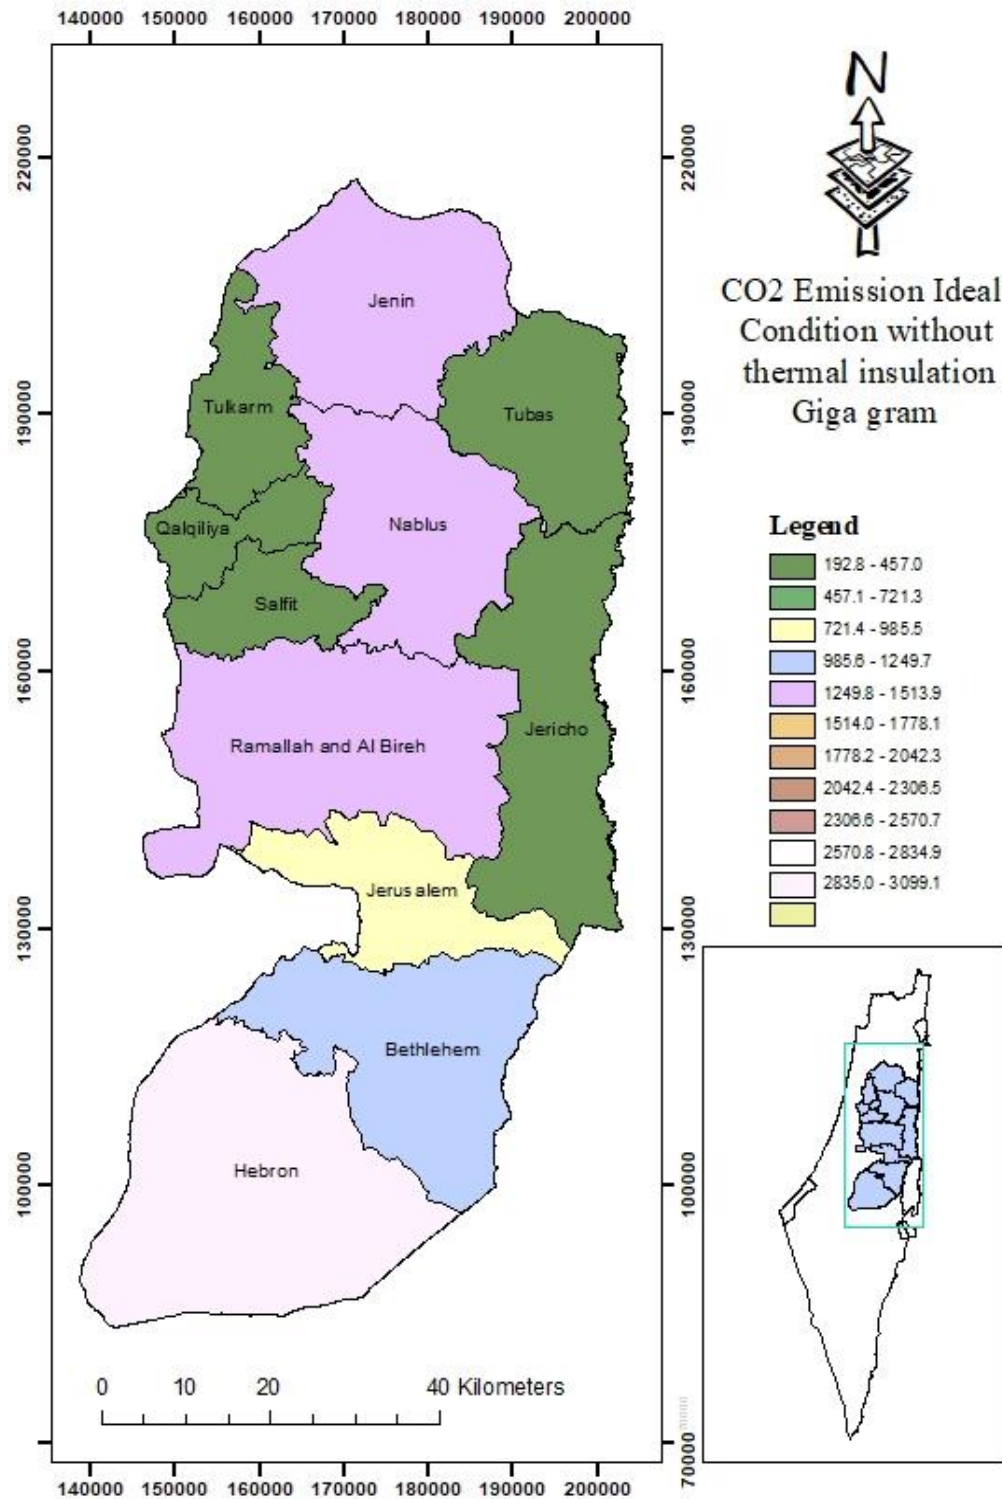 140000 150000 160000 170000 180000 190000 200000
N
220000
220000
CO2 Emission Ideal
Condition without
thermal insulation
Giga gram
Jenin
190000
Tulkarm
Tubas
190000
Qalqiliya
Nablus
Legend
192.8 - 457.0
457.1 - 721.3
721.4 - 985.5
985.6 - 1249.7
1249.8 - 1513.9
1514.0 - 1778.1
1778.2 - 2042.3
2042.4 - 2306.5
2306.6 - 2570.7
2570.8 - 2834.9
2835.0 - 3099.1
Salfit
160000
160000
Ramallah and Al Bireh
Jericho
Jerusalem
130000
130000
Bethlehem
Hebron
100000
100000
0 10 20 40 Kilometers
70000
140000 150000 160000 170000 180000 190000 200000